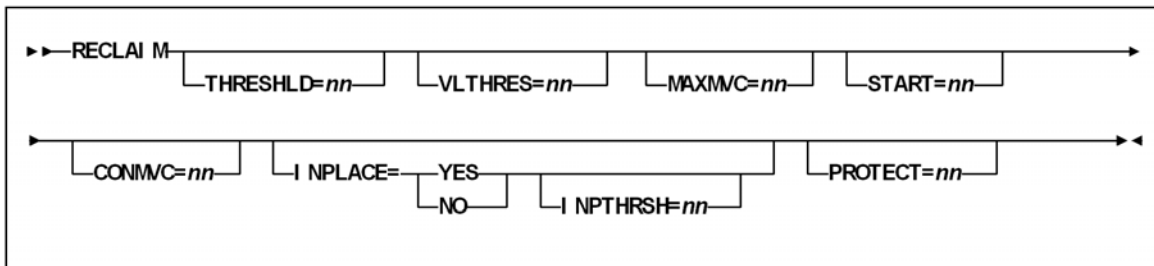 RECLAIM
THRESHLD=nn VLTHRES=nn MAXMVC=nn START=nn
CONMVC=nn INPLACE= YES PROTECT=nn
NO INPTHRSH=nn